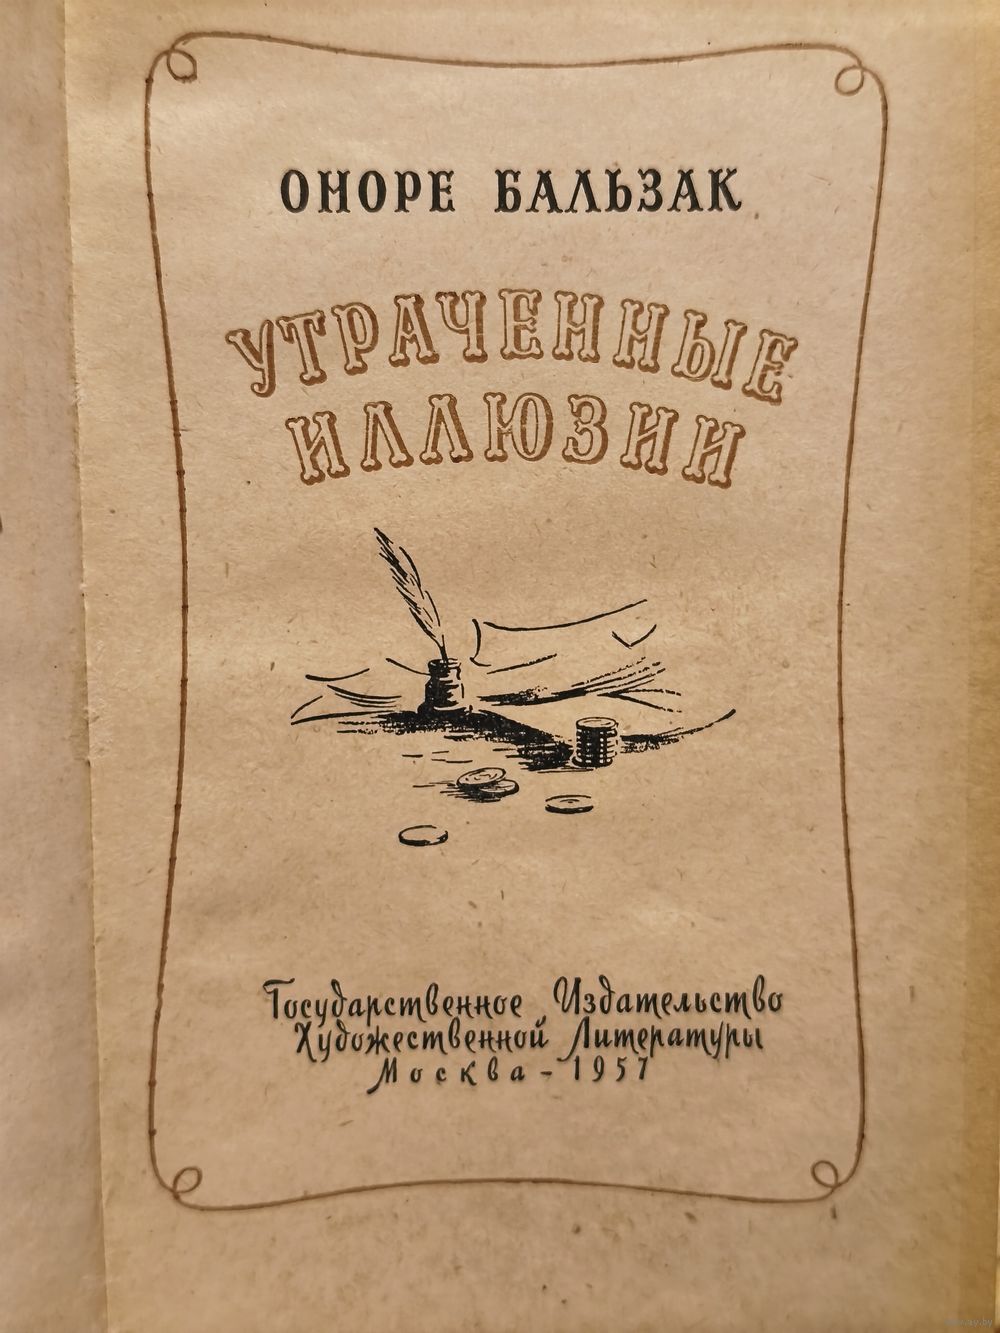 ОНОРЕ БАЛЬЗАК
УТРАЧЕННЫЕ
ИЛЛЮЗИИ
Государственное Издательство
Художественной Литературы
Москва - 1957